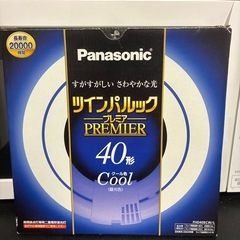 長寿命
20000
時間
Panasonic
すがすがしい さわやかな光
ツインパルック
プレミア
PREMIER
40形
クール色
Cool
(昼光色)
FHD40ECW/L